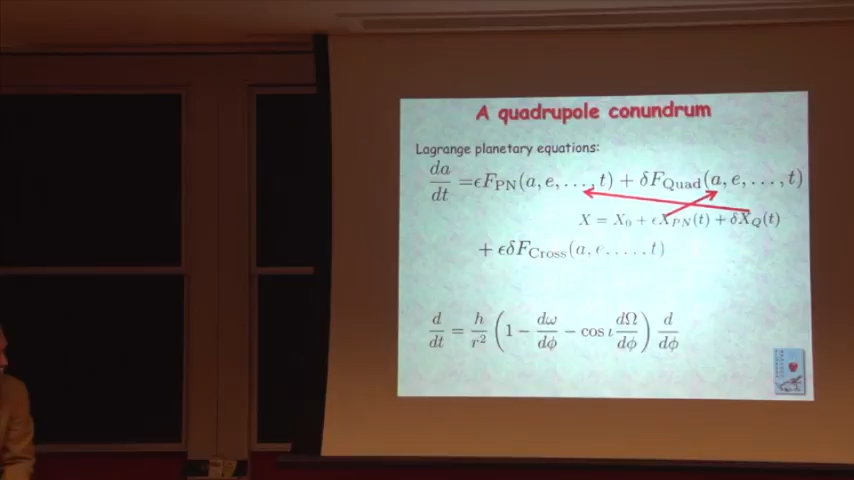 A quadrupole conundrum
Lagrange planetary equations:
da/dt = ϵF_PN(a, e, . . . , t) + δF_Quad(a, e, . . . , t)
X = X_0 + ϵX_PN(t) + δX_Q(t)
+ ϵδF_Cross(a, e. . . . . t)
d/dt = h/r^2 (1 − dω/dϕ − cos ι dΩ/dϕ) d/dϕ